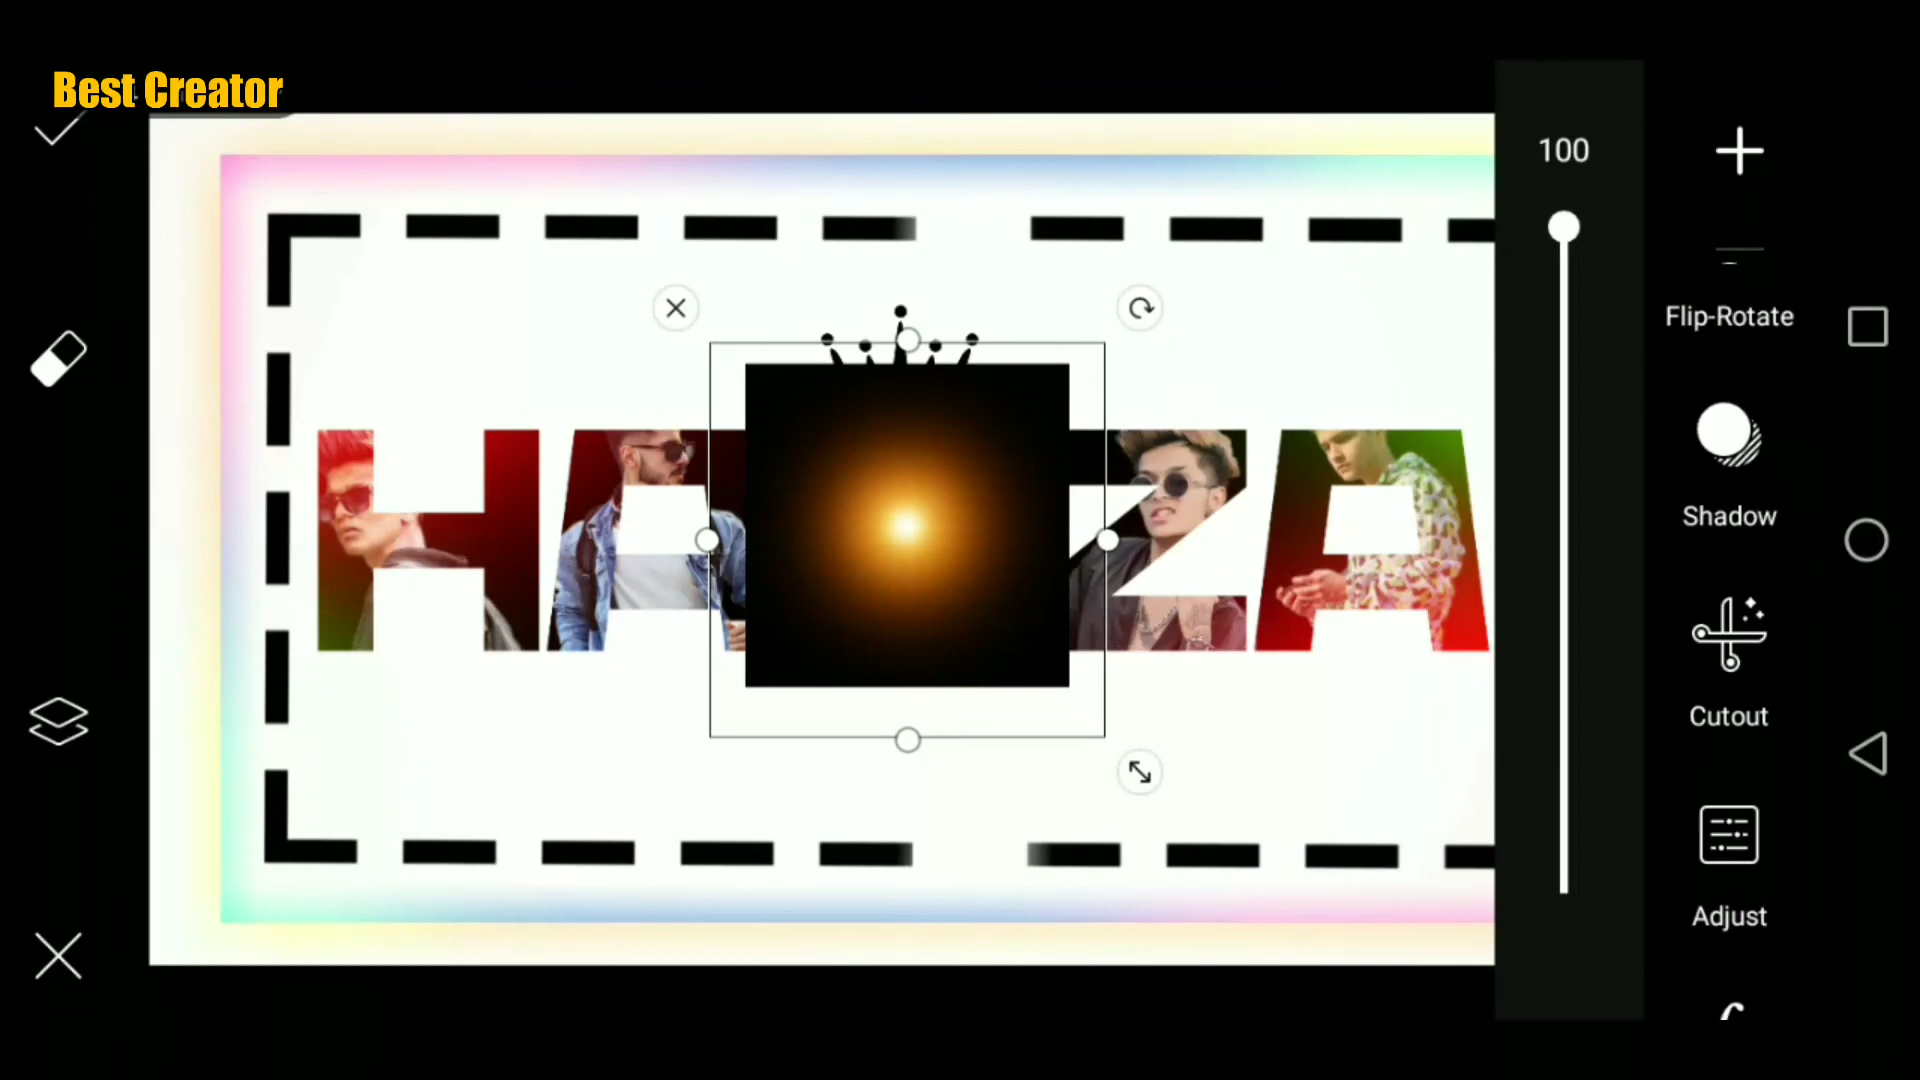 Best Creator
100
Flip-Rotate
HA ZA
Shadow
Cutout
Adjust